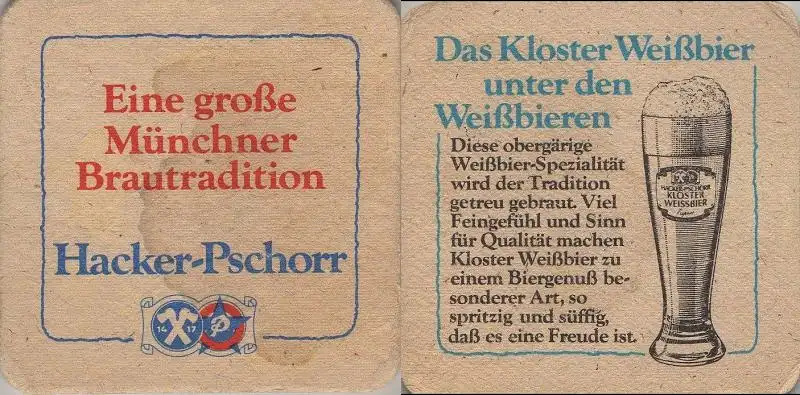 Eine große
Münchner
Brautradition
Hacker-Pschorr
14 17
Das Kloster Weißbier
unter den
Weißbieren
Diese obergärige
Weißbier-Spezialität
wird der Tradition
getreu gebraut. Viel
Feingefühl und Sinn
für Qualität machen
Kloster Weißbier zu
einem Biergenuß be-
sonderer Art, so
spritzig und süffig,
daß es eine Freude ist.
HACKER-PSCHORR
KLOSTER
WEISSBIER